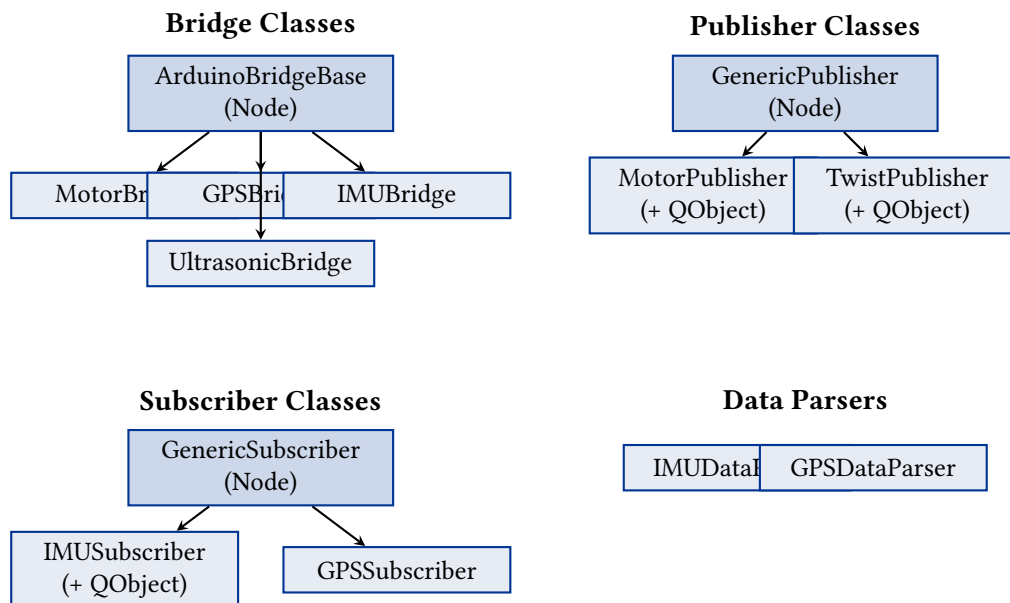 Bridge Classes
ArduinoBridgeBase
(Node)
MotorBr
GPSBri
IMUBridge
UltrasonicBridge
Publisher Classes
GenericPublisher
(Node)
MotorPublisher
(+ QObject)
TwistPublisher
(+ QObject)
Subscriber Classes
GenericSubscriber
(Node)
IMUSubscriber
(+ QObject)
GPSSubscriber
Data Parsers
IMUData
GPSDataParser